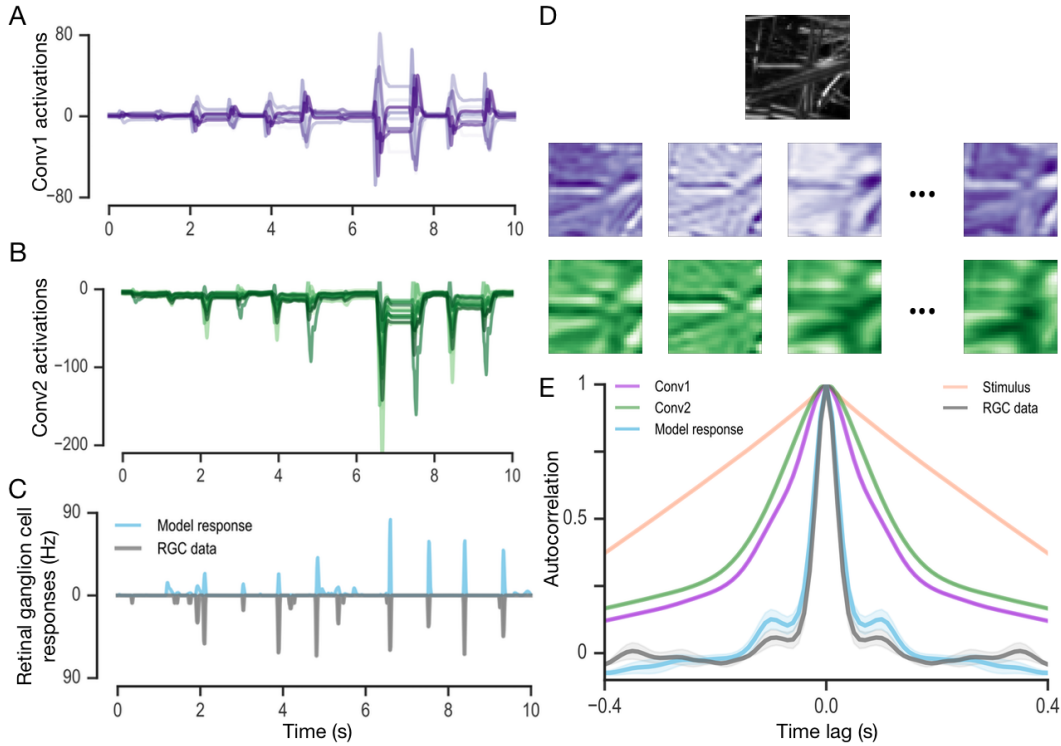 A
Conv1 activations
80
0
−80
0 2 4 6 8 10
B
Conv2 activations
0
−100
−200
0 2 4 6 8 10
C
Retinal ganglion cell
responses (Hz)
90
0
90
Model response
RGC data
0 2 4 6 8 10
Time (s)
D
•••
•••
E
Autocorrelation
1
0.5
0
Conv1
Conv2
Model response
Stimulus
RGC data
−0.4 0.0 0.4
Time lag (s)